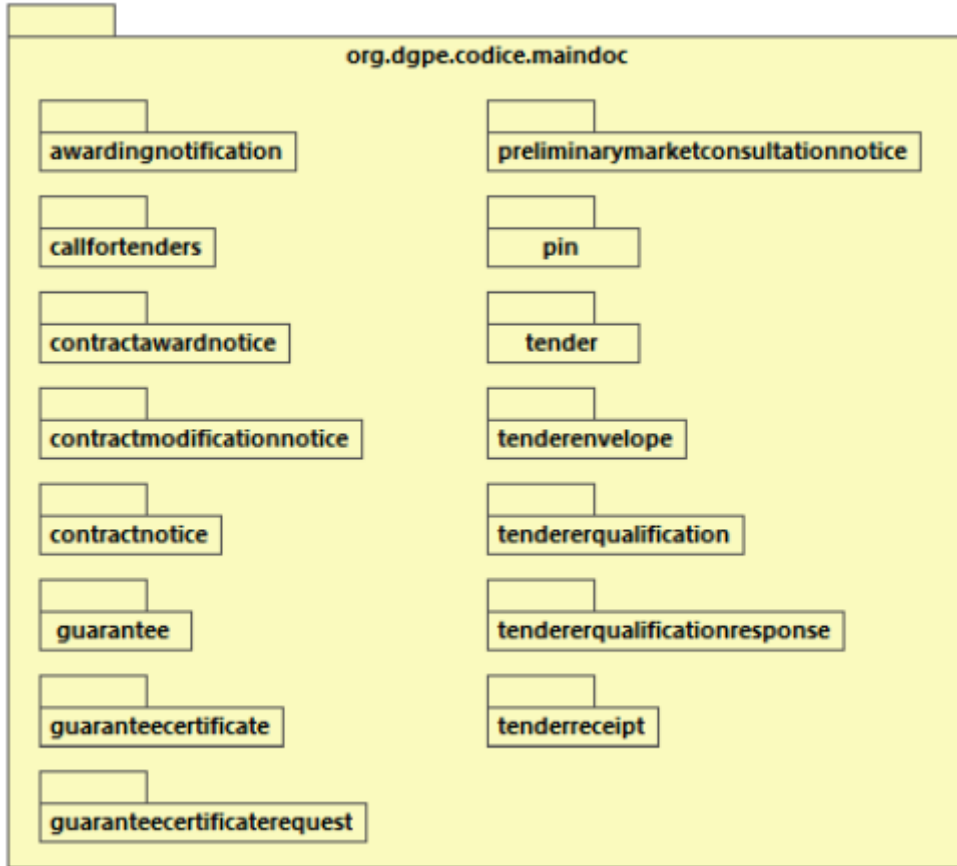 org.dgpe.codice.maindoc
awardingnotification
callfortenders
contractawardnotice
contractmodificationnotice
contractnotice
guarantee
guaranteecertificate
guaranteecertificaterequest
preliminarymarketconsultationnotice
pin
tender
tenderenvelope
tendererqualification
tendererqualificationresponse
tenderreceipt